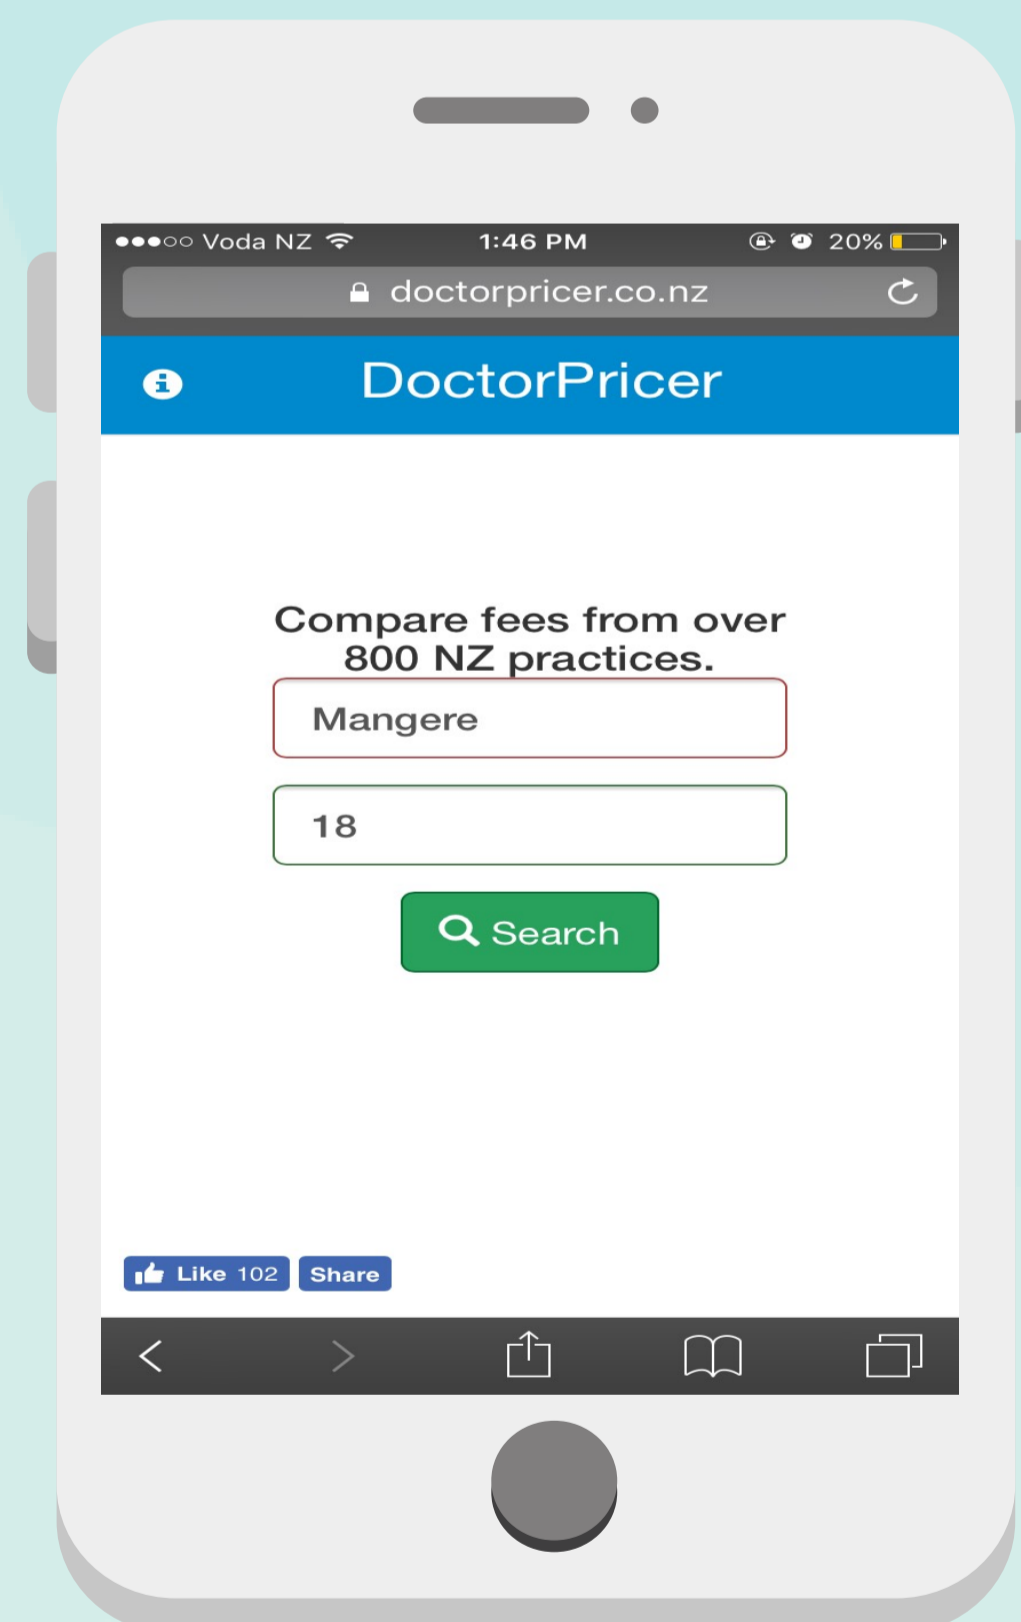 Voda NZ 1:46 PM 20%
doctorpricer.co.nz
DoctorPricer
Compare fees from over
800 NZ practices.
Mangere
18
Search
Like 102 Share